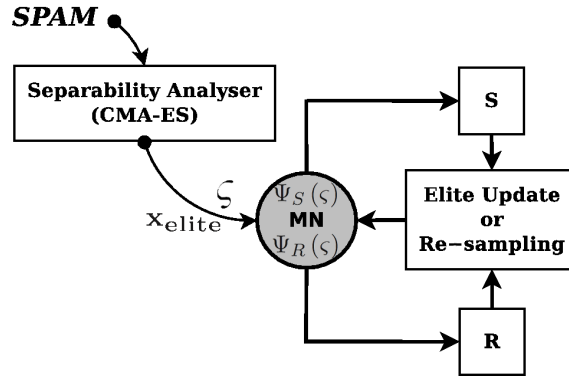 SPAM
Separability Analyser
(CMA-ES)
ς
x_elite
Ψ_S (ς)
MN
Ψ_R (ς)
S
Elite Update
or
Re−sampling
R